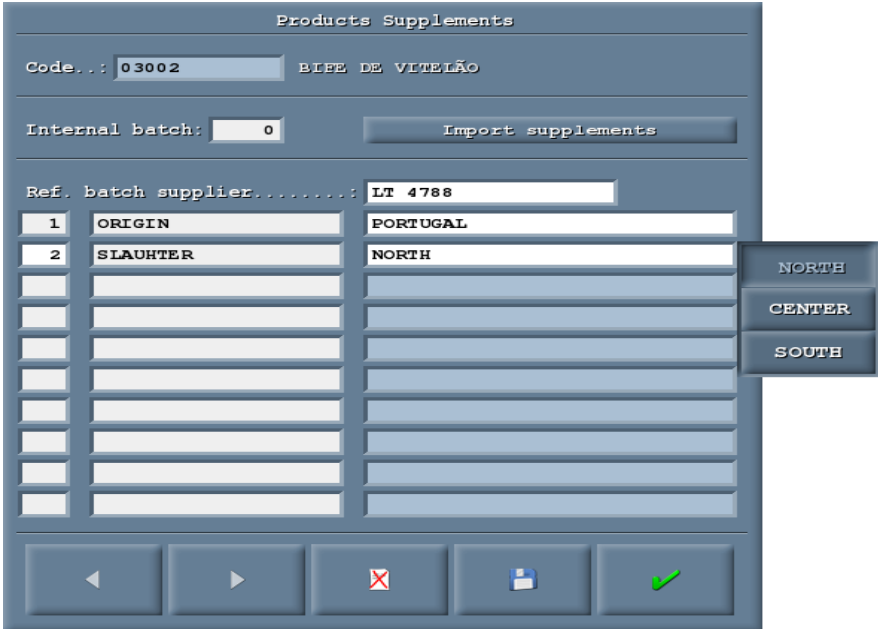 Products Supplements
Code..: 03002 BIFE DE VITELÃO
Internal batch: 0 Import supplements
Ref. batch supplier........: LT 4788
1 ORIGIN PORTUGAL
2 SLAUHTER NORTH
NORTH
CENTER
SOUTH